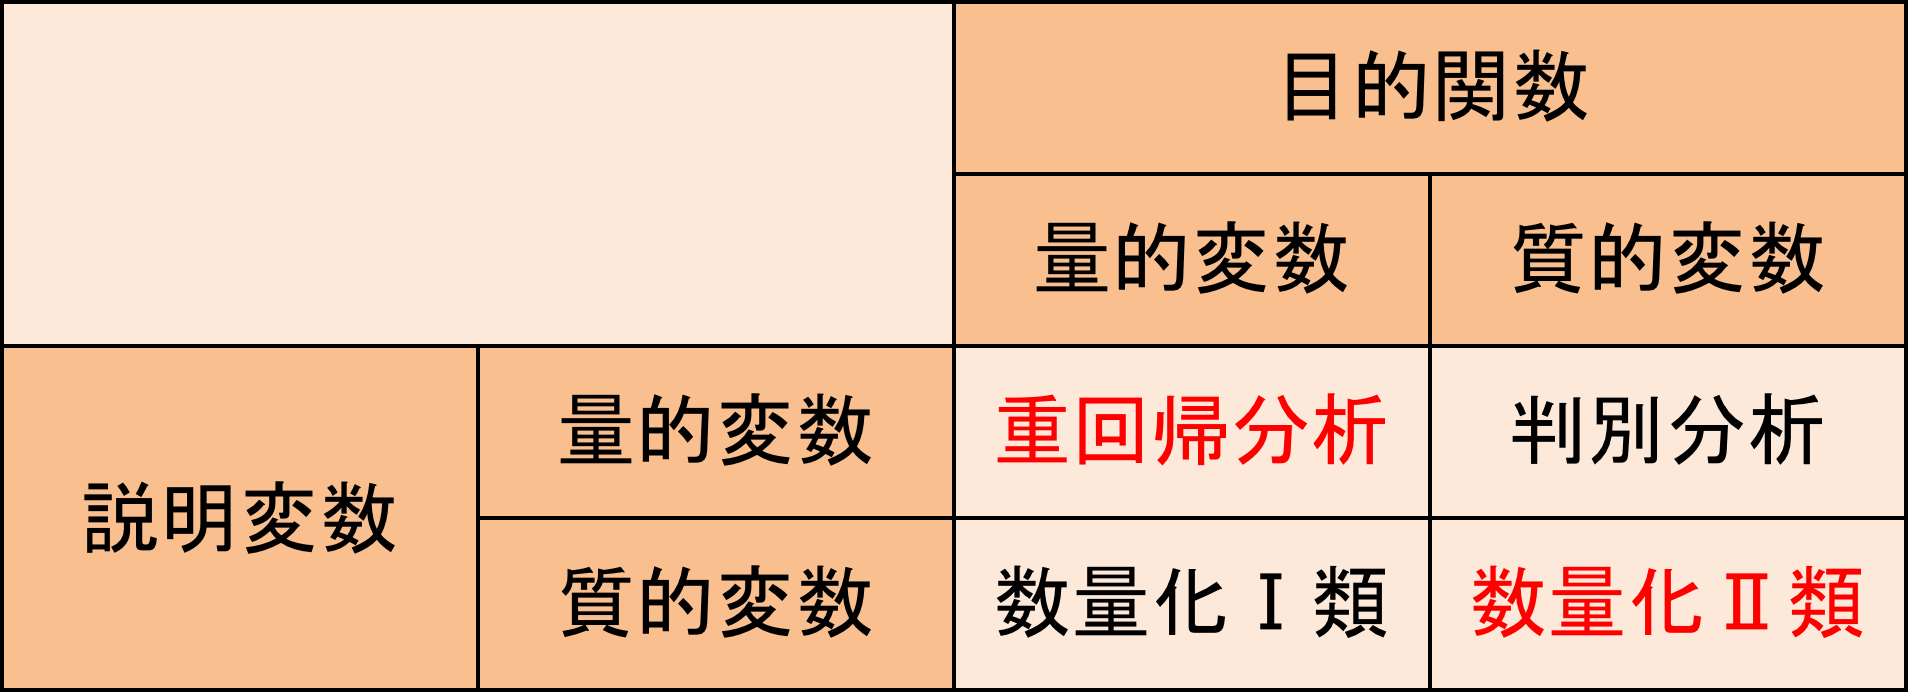 目的関数
量的変数
質的変数
説明変数
量的変数
重回帰分析
判別分析
質的変数
数量化Ⅰ類
数量化Ⅱ類